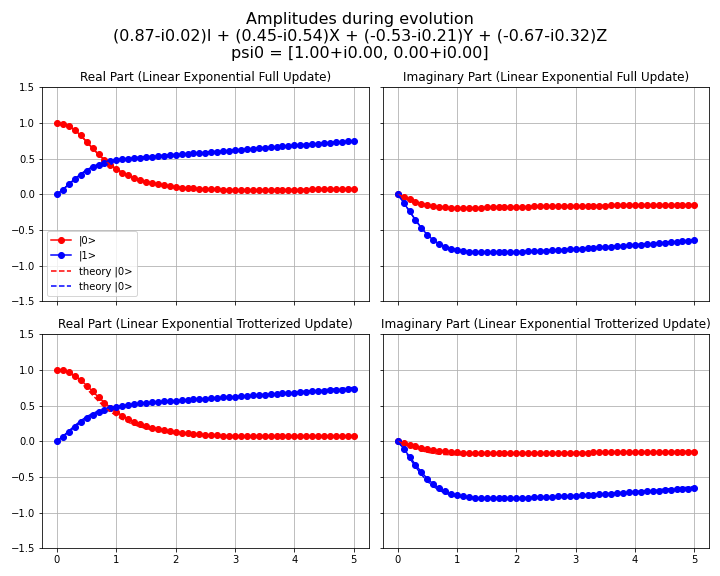 Amplitudes during evolution
(0.87-i0.02)I + (0.45-i0.54)X + (-0.53-i0.21)Y + (-0.67-i0.32)Z
psi0 = [1.00+i0.00, 0.00+i0.00]
Real Part (Linear Exponential Full Update)
Imaginary Part (Linear Exponential Full Update)
1.5
1.0
0.5
0.0
−0.5
−1.0
−1.5
|0>
|1>
theory |0>
theory |0>
Real Part (Linear Exponential Trotterized Update)
Imaginary Part (Linear Exponential Trotterized Update)
1.5
1.0
0.5
0.0
−0.5
−1.0
−1.5
0 1 2 3 4 5
0 1 2 3 4 5